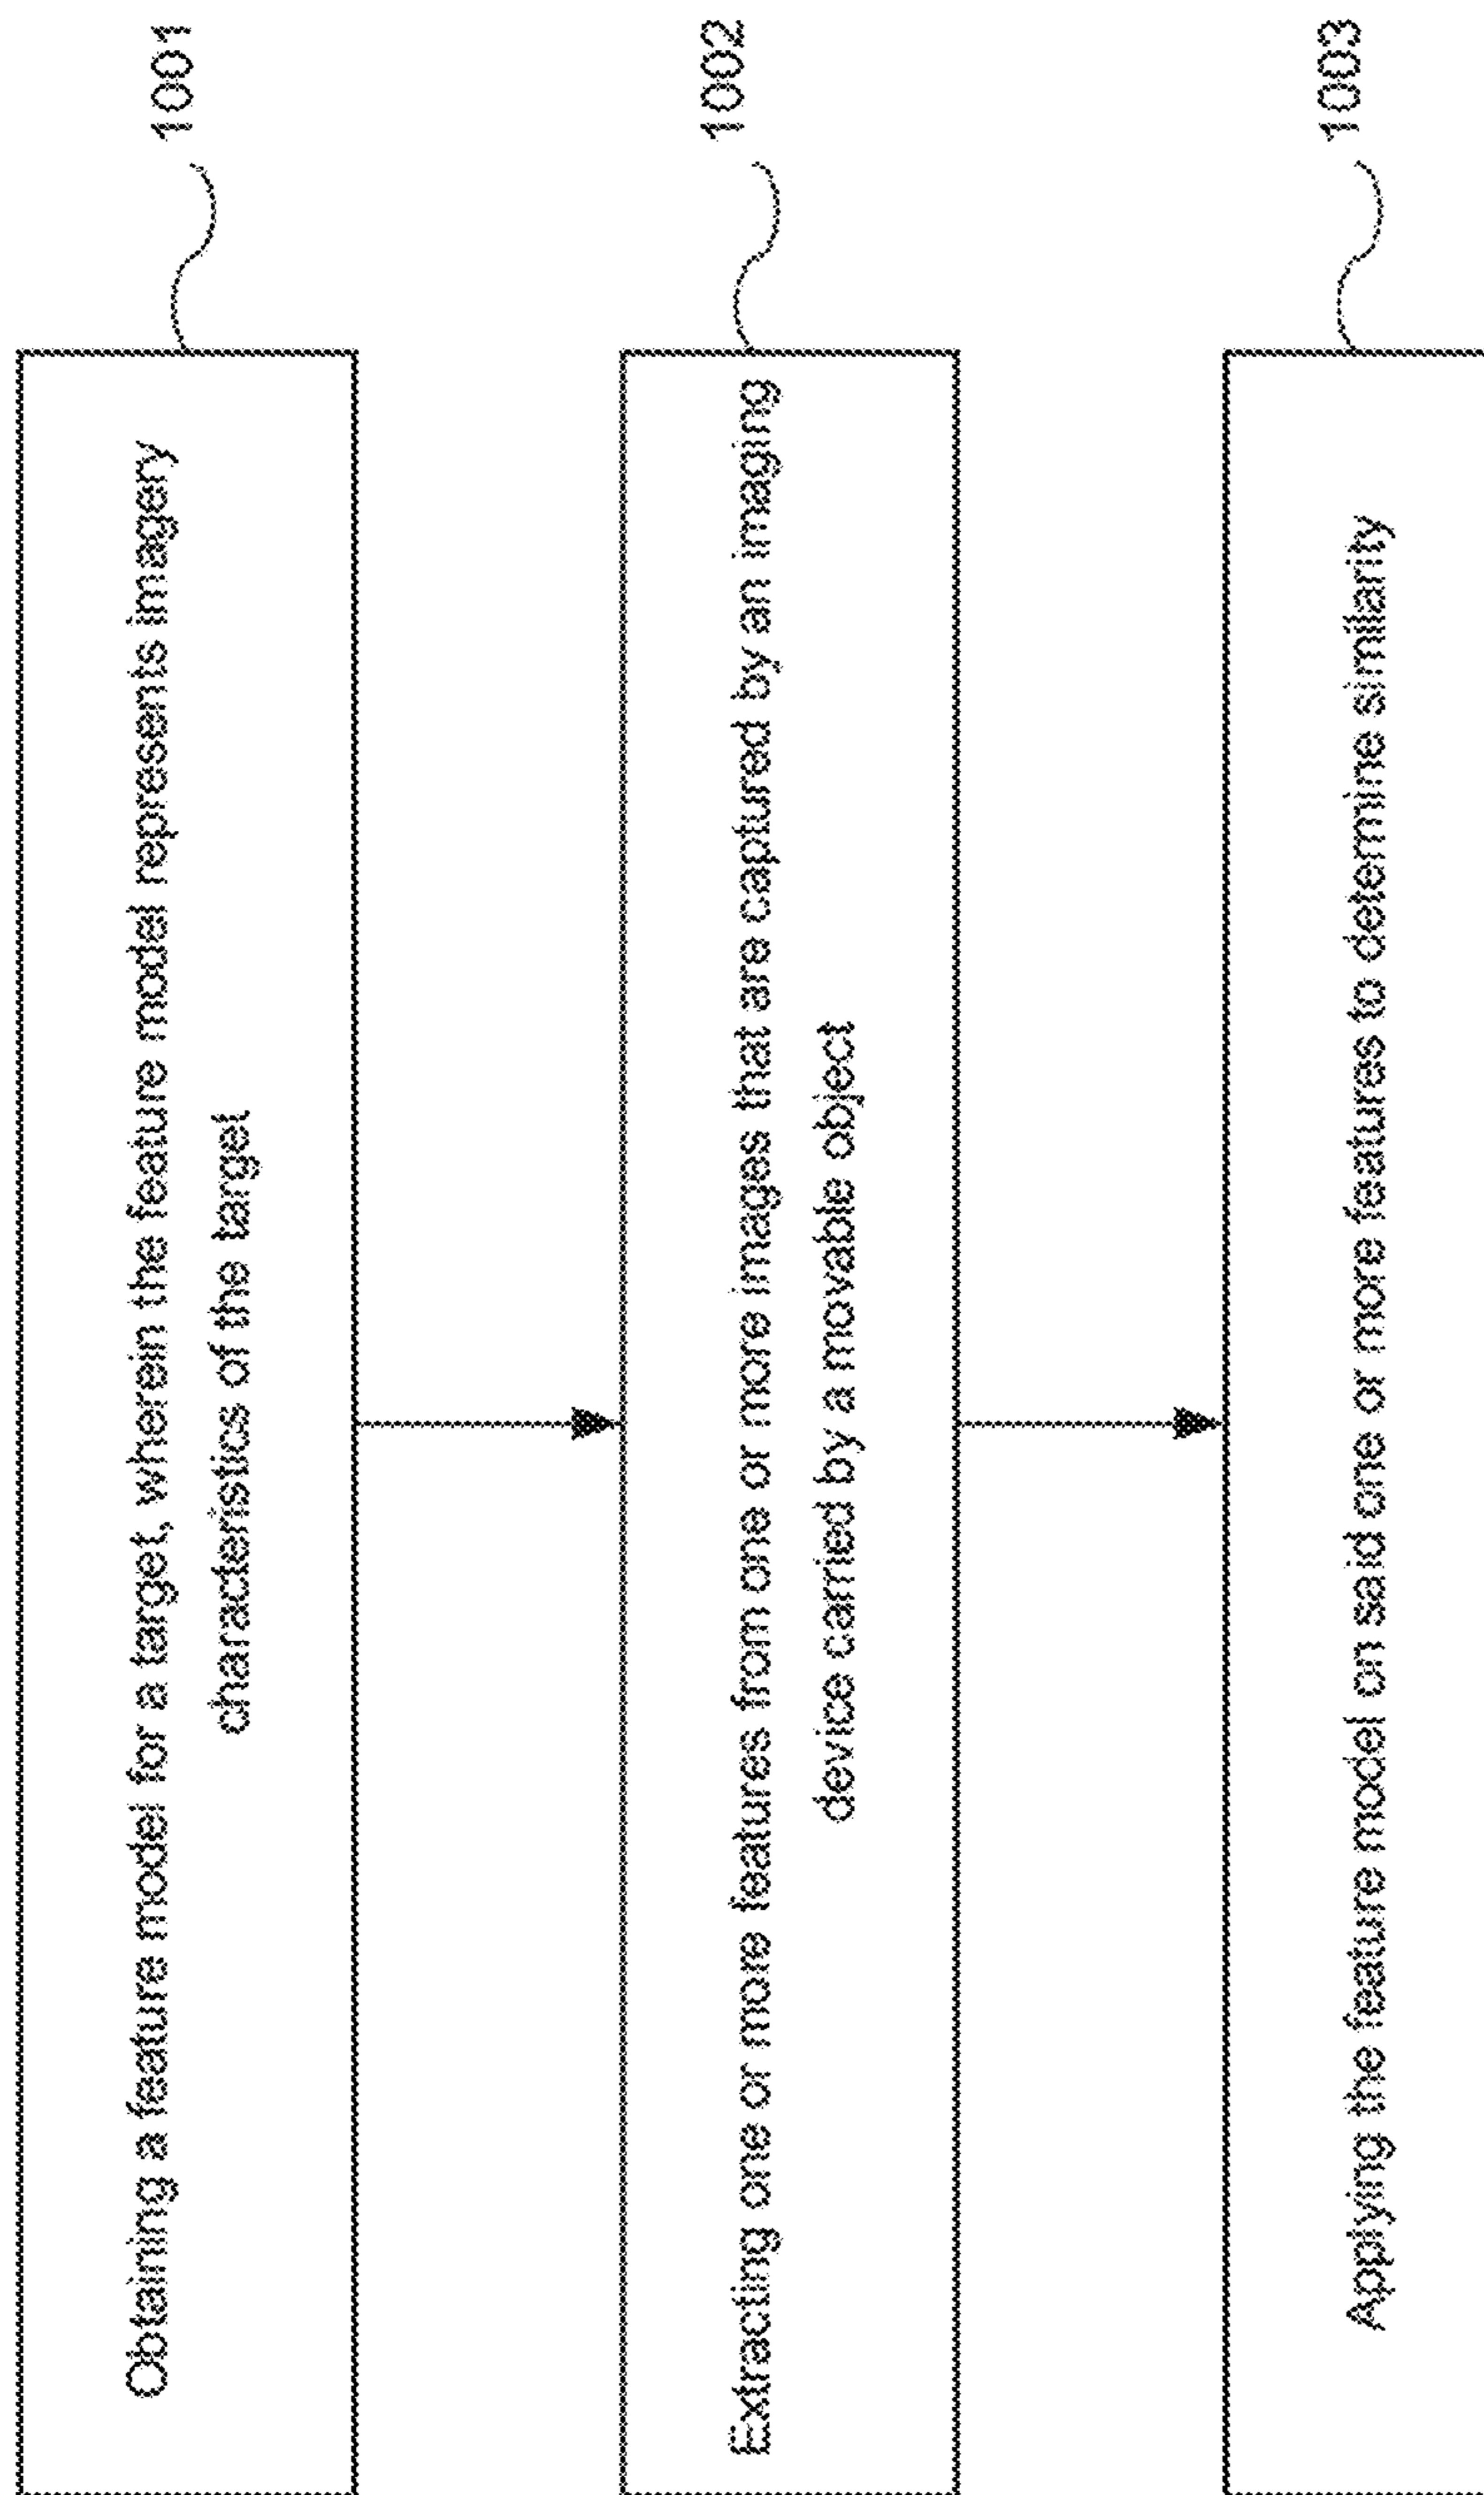 1001
Obtaining a feature model for a target, wherein the feature model represents imagery
characteristics of the target
1002
Extracting one or more features from one or more images that are captured by an imaging
device carried by a movable object
1003
Applying the feature model on said one or more features to determine similarity